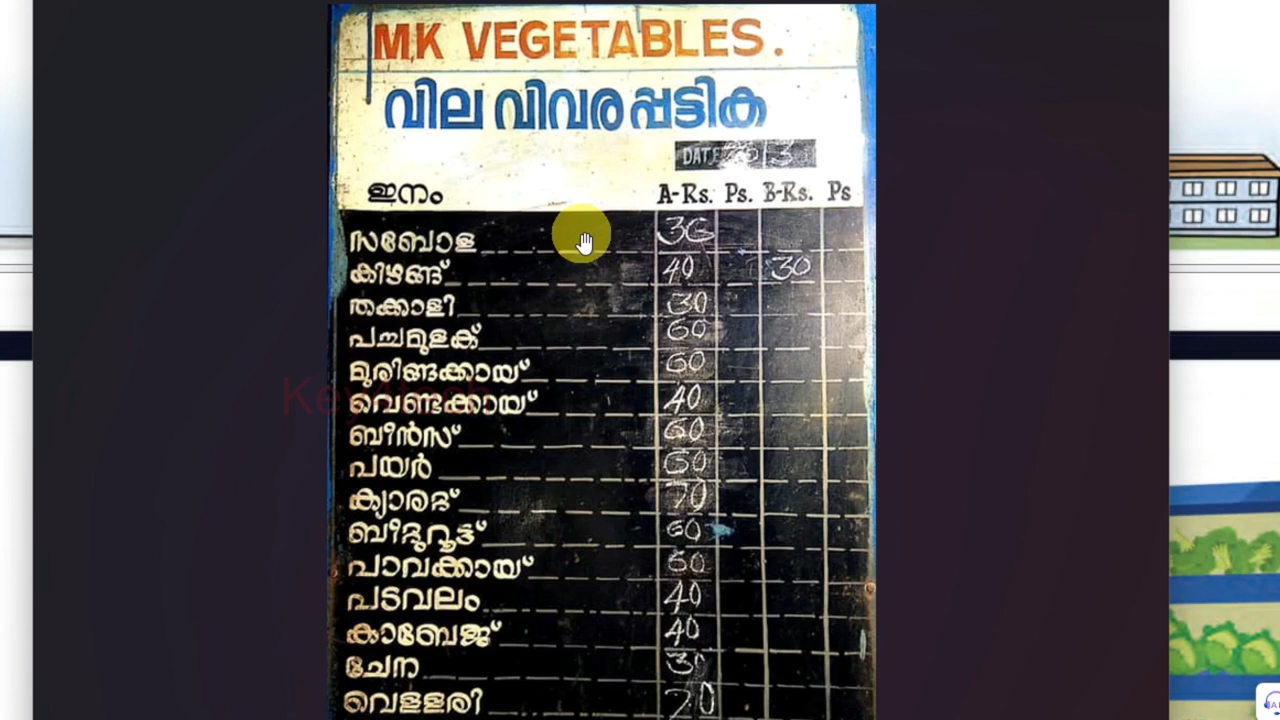 MK VEGETABLES.
വില വിവരപ്പട്ടിക
DATE /3
ഇനം A-Rs. Ps. B-Rs. Ps
സബോള 36
കിഴങ്ങ് 40 30
തക്കാളി 30
പച്ചമുളക് 60
മുരിങ്ങക്കായ് 60
വെണ്ടക്കായ് 40
ബീൻസ് 60
പയർ 60
ക്യാരറ്റ് 70
ബീറ്റ്റൂട്ട് 60
പാവക്കായ് 60
പടവലം 40
കാബേജ് 40
ചേന 30
വെള്ളരി 20